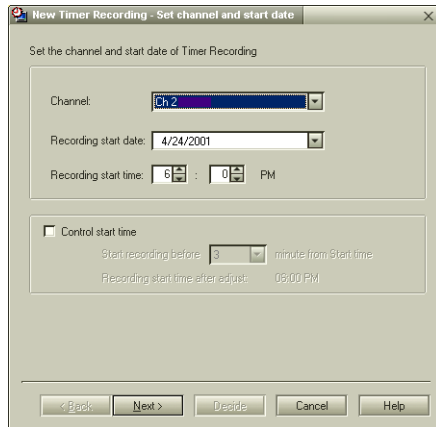 New Timer Recording - Set channel and start date
Set the channel and start date of Timer Recording
Channel: Ch 2
Recording start date: 4/24/2001
Recording start time: 6 : 0 PM
Control start time
Start recording before 3 minute from Start time
Recording start time after adjust: 06:00 PM
< Back Next > Decide Cancel Help